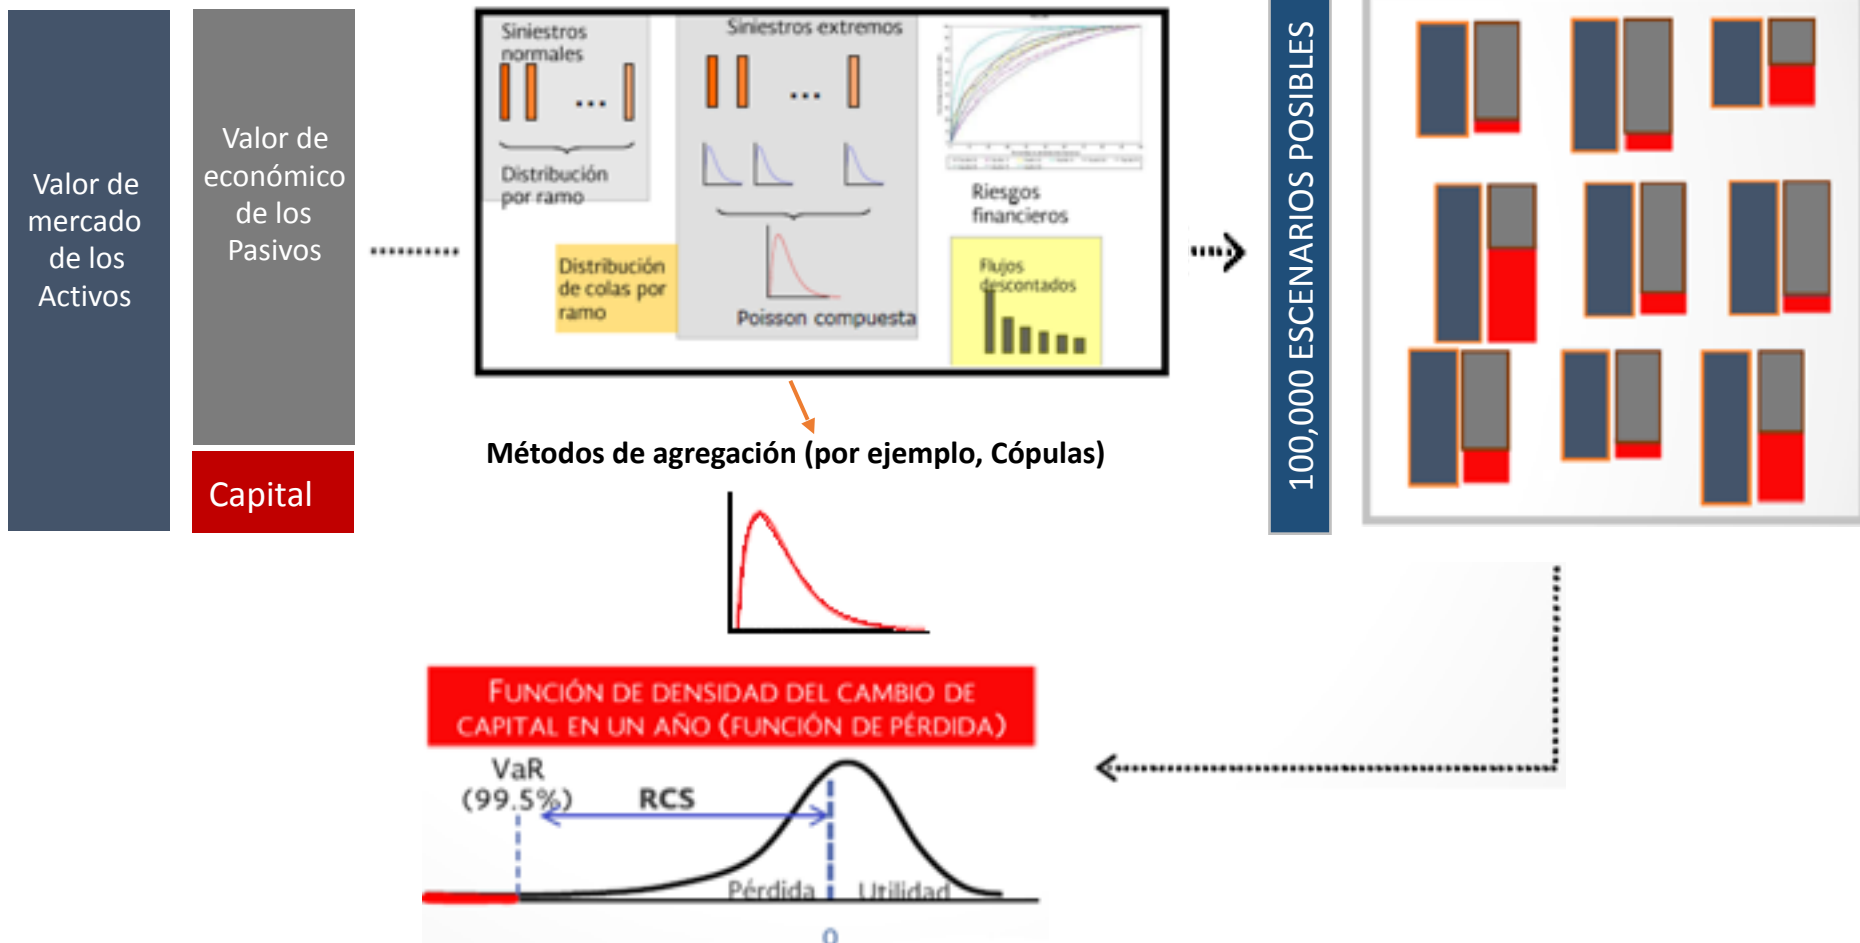 Valor de
mercado
de los
Activos
Valor de
económico
de los
Pasivos
Capital
Siniestros
normales
...
Distribución
por ramo
Siniestros extremos
...
Distribución
de colas por
ramo
Poisson compuesta
Riesgos
financieros
Flujos
descontados
Métodos de agregación (por ejemplo, Cópulas)
100,000 ESCENARIOS POSIBLES
FUNCIÓN DE DENSIDAD DEL CAMBIO DE
CAPITAL EN UN AÑO (FUNCIÓN DE PÉRDIDA)
VaR
(99.5%)
RCS
Pérdida
Utilidad
0